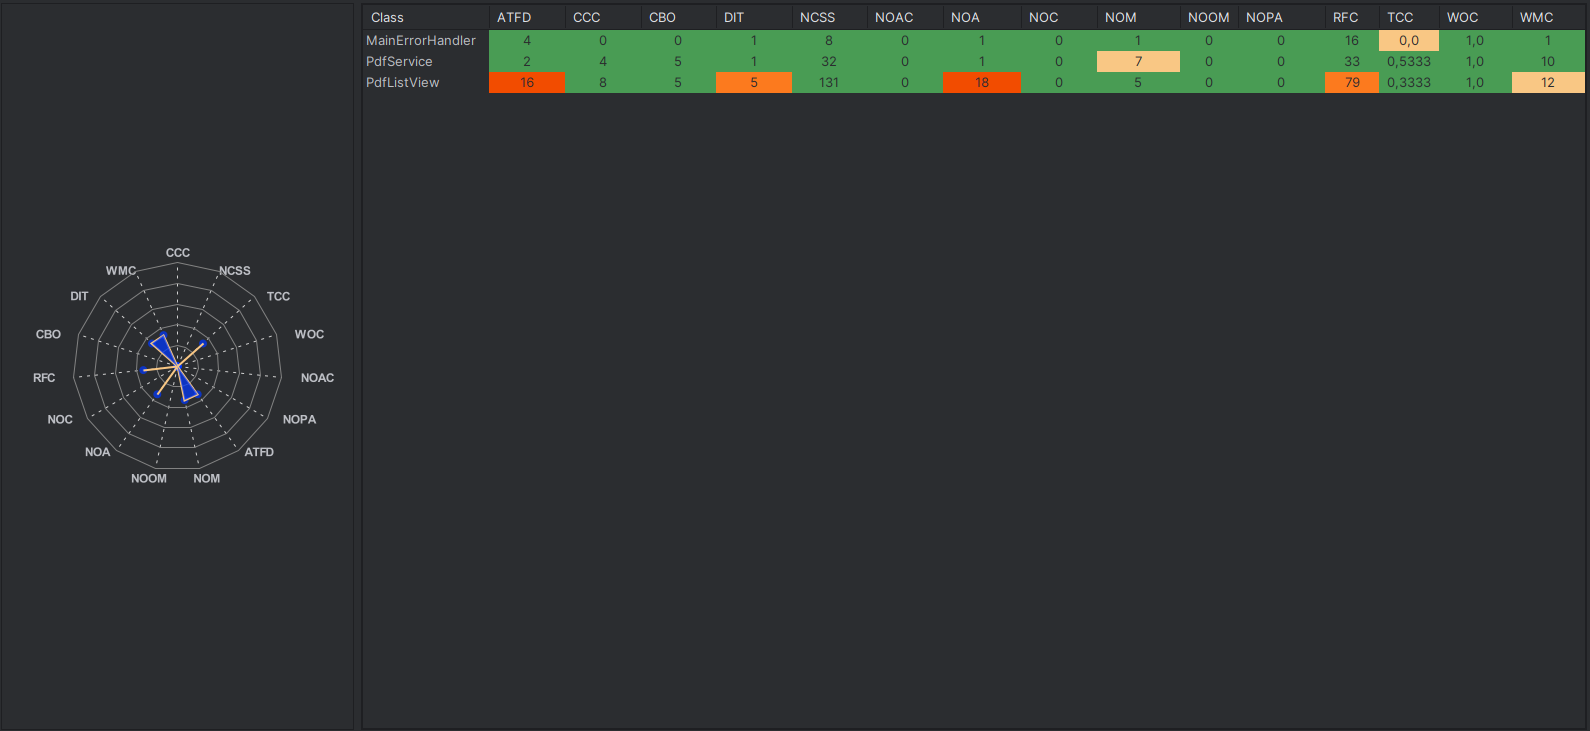 CCC
WMC NCSS
DIT TCC
CBO WOC
RFC NOAC
NOC NOPA
NOA ATFD
NOOM NOM
Class ATFD CCC CBO DIT NCSS NOAC NOA NOC NOM NOOM NOPA RFC TCC WOC WMC
MainErrorHandler 4 0 0 1 8 0 1 0 1 0 0 16 0,0 1,0 1
PdfService 2 4 5 1 32 0 1 0 7 0 0 33 0,5333 1,0 10
PdfListView 16 8 5 5 131 0 18 0 5 0 0 79 0,3333 1,0 12